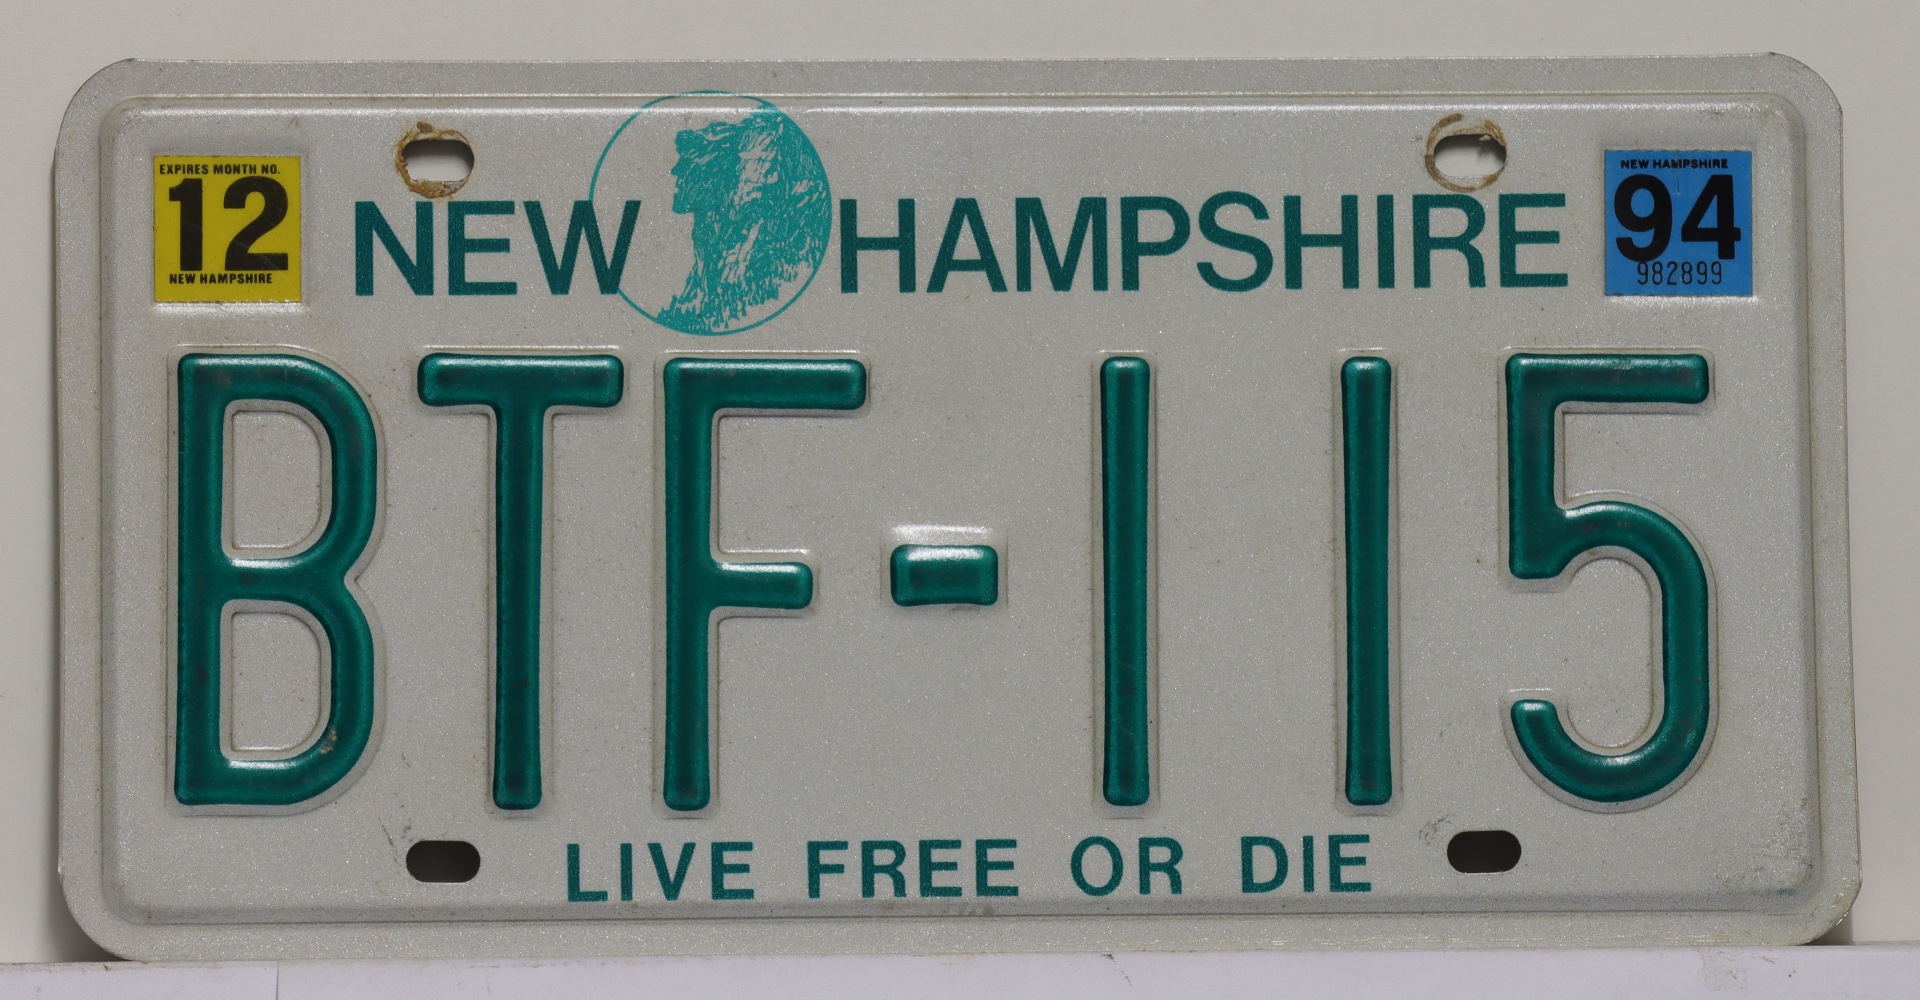 EXPIRES MONTH NO.
12
NEW HAMPSHIRE
NEW HAMPSHIRE
NEW HAMPSHIRE
94
982899
BTF-115
LIVE FREE OR DIE